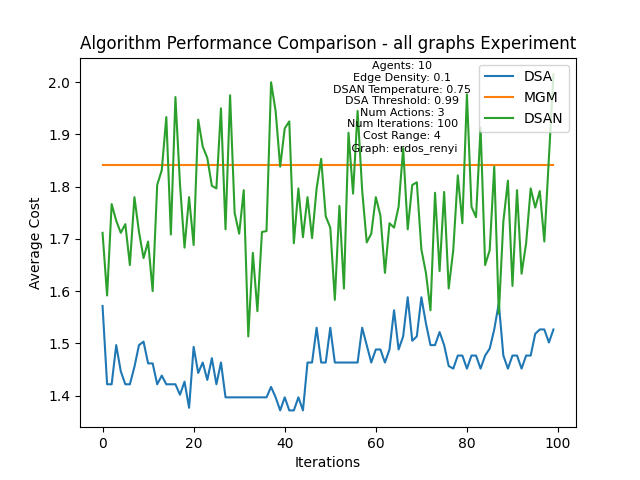 Algorithm Performance Comparison - all graphs Experiment
Agents: 10
Edge Density: 0.1
DSAN Temperature: 0.75
DSA Threshold: 0.99
Num Actions: 3
Num Iterations: 100
Cost Range: 4
Graph: erdos_renyi
DSA
MGM
DSAN
Average Cost
2.0
1.9
1.8
1.7
1.6
1.5
1.4
0
20
40
60
80
100
Iterations